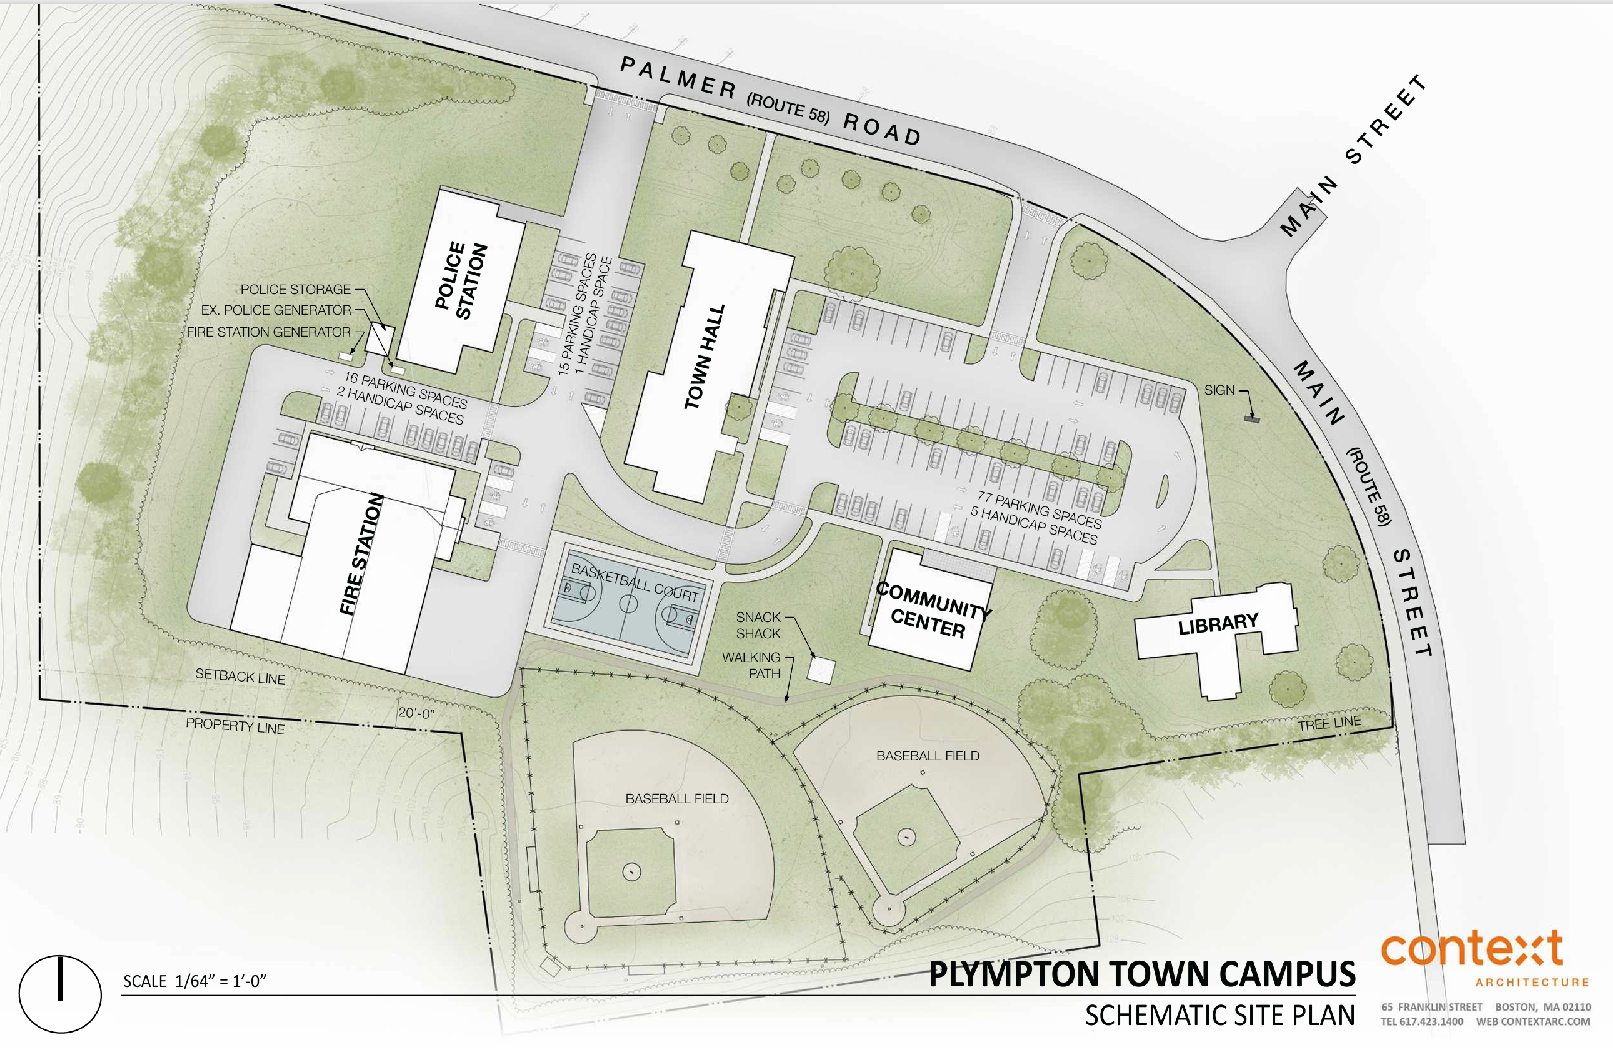 PALMER (ROUTE 58) ROAD
MAIN STREET
POLICE
STATION
POLICE STORAGE
EX. POLICE GENERATOR
FIRE STATION GENERATOR
15 PARKING SPACES
1 HANDICAP SPACE
TOWN HALL
16 PARKING SPACES
2 HANDICAP SPACES
SIGN
MAIN (ROUTE 58) STREET
77 PARKING SPACES
5 HANDICAP SPACES
FIRE STATION
BASKETBALL COURT
COMMUNITY
CENTER
LIBRARY
SNACK
SHACK
WALKING
PATH
SETBACK LINE
20'-0"
PROPERTY LINE
TREE LINE
BASEBALL FIELD
BASEBALL FIELD
SCALE 1/64" = 1'-0"
PLYMPTON TOWN CAMPUS
SCHEMATIC SITE PLAN
context
ARCHITECTURE
65 FRANKLIN STREET BOSTON, MA 02110
TEL 617.423.1400 WEB CONTEXTARC.COM